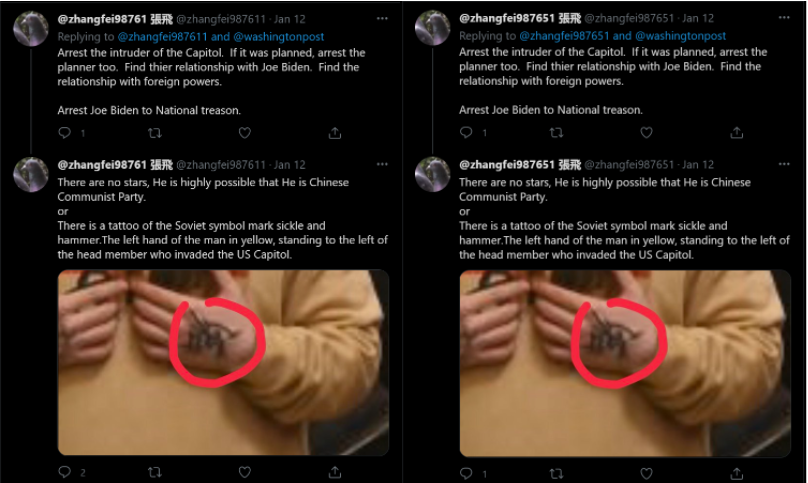 @zhangfei98761 張飛 @zhangfei987611 · Jan 12
Replying to @zhangfei987611 and @washingtonpost
Arrest the intruder of the Capitol.  If it was planned, arrest the
planner too.  Find thier relationship with Joe Biden.  Find the
relationship with foreign powers.
Arrest Joe Biden to National treason.
1
@zhangfei98761 張飛 @zhangfei987611 · Jan 12
There are no stars, He is highly possible that He is Chinese
Communist Party.
or
There is a tattoo of the Soviet symbol mark sickle and
hammer.The left hand of the man in yellow, standing to the left of
the head member who invaded the US Capitol.
2
@zhangfei987651 張飛 @zhangfei987651 · Jan 12
Replying to @zhangfei987651 and @washingtonpost
Arrest the intruder of the Capitol.  If it was planned, arrest the
planner too.  Find thier relationship with Joe Biden.  Find the
relationship with foreign powers.
Arrest Joe Biden to National treason.
1
@zhangfei987651 張飛 @zhangfei987651 · Jan 12
There are no stars, He is highly possible that He is Chinese
Communist Party.
or
There is a tattoo of the Soviet symbol mark sickle and
hammer.The left hand of the man in yellow, standing to the left of
the head member who invaded the US Capitol.
1